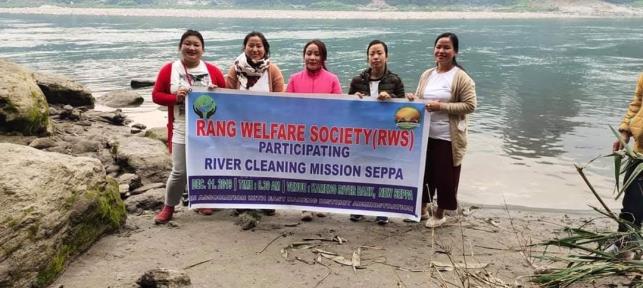 RANG WELFARE SOCIETY(RWS)
PARTICIPATING
RIVER CLEANING MISSION SEPPA
DEC. 11. 2019 | TIME : 6.30 AM | VENUE : KAMENG RIVER BANK, NEW SEPPA
IN ASSOCIATION WITH EAST KAMENG DISTRICT ADMINISTRATION